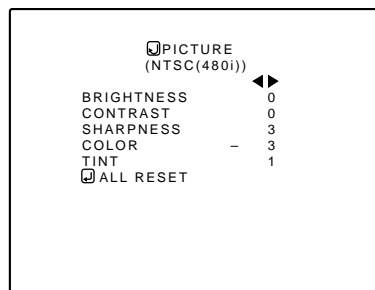 PICTURE
(NTSC(480i))
BRIGHTNESS 0
CONTRAST 0
SHARPNESS 3
COLOR – 3
TINT 1
ALL RESET